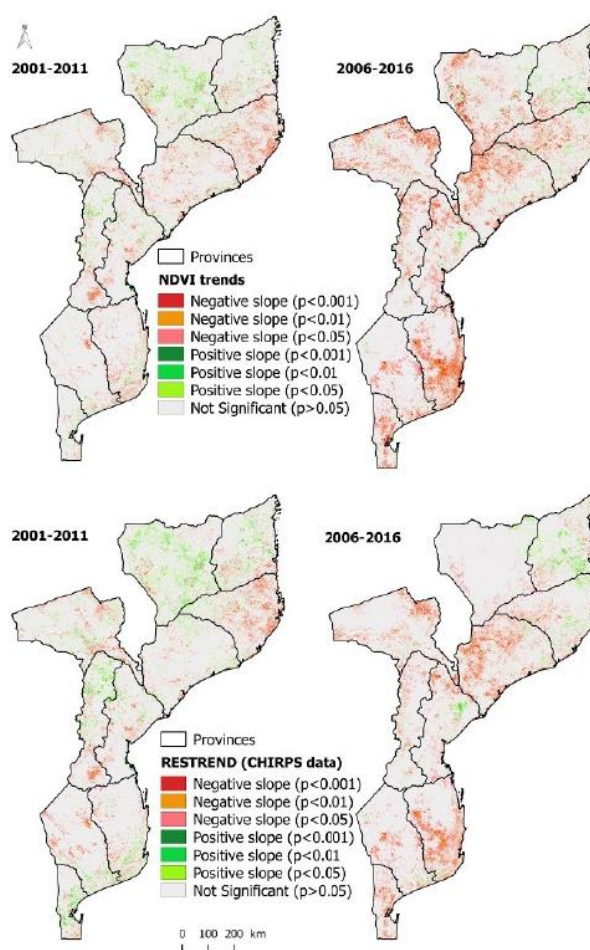 N
2001-2011
2006-2016
Provinces
NDVI trends
Negative slope (p<0.001)
Negative slope (p<0.01)
Negative slope (p<0.05)
Positive slope (p<0.001)
Positive slope (p<0.01
Positive slope (p<0.05)
Not Significant (p>0.05)
2001-2011
2006-2016
Provinces
RESTREND (CHIRPS data)
Negative slope (p<0.001)
Negative slope (p<0.01)
Negative slope (p<0.05)
Positive slope (p<0.001)
Positive slope (p<0.01
Positive slope (p<0.05)
Not Significant (p>0.05)
0 100 200 km